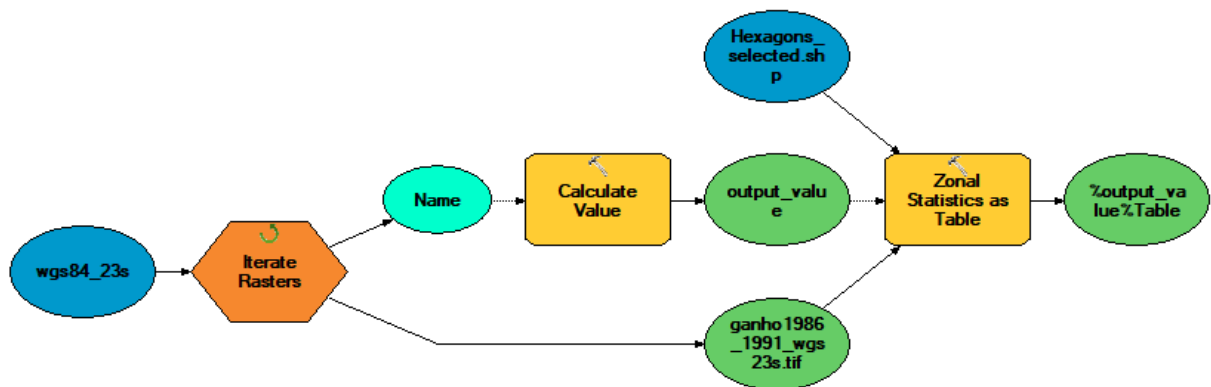 Hexagons_
selected.sh
p
Name
Calculate
Value
output_valu
e
Zonal
Statistics as
Table
%output_va
lue%Table
wgs84_23s
Iterate
Rasters
ganho1986
_1991_wgs
23s.tif